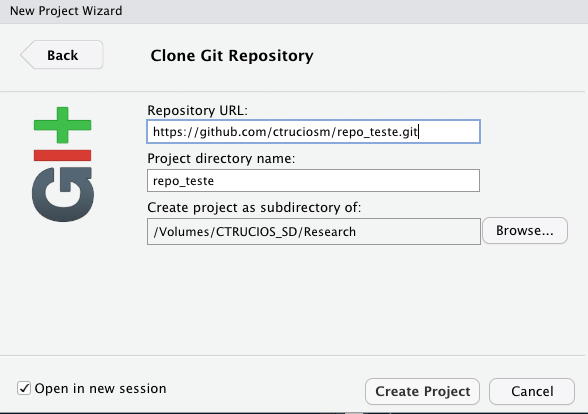 New Project Wizard
Back
Clone Git Repository
Repository URL:
https://github.com/ctruciosm/repo_teste.git
Project directory name:
repo_teste
Create project as subdirectory of:
/Volumes/CTRUCIOS_SD/Research
Browse...
git
Open in new session
Create Project
Cancel